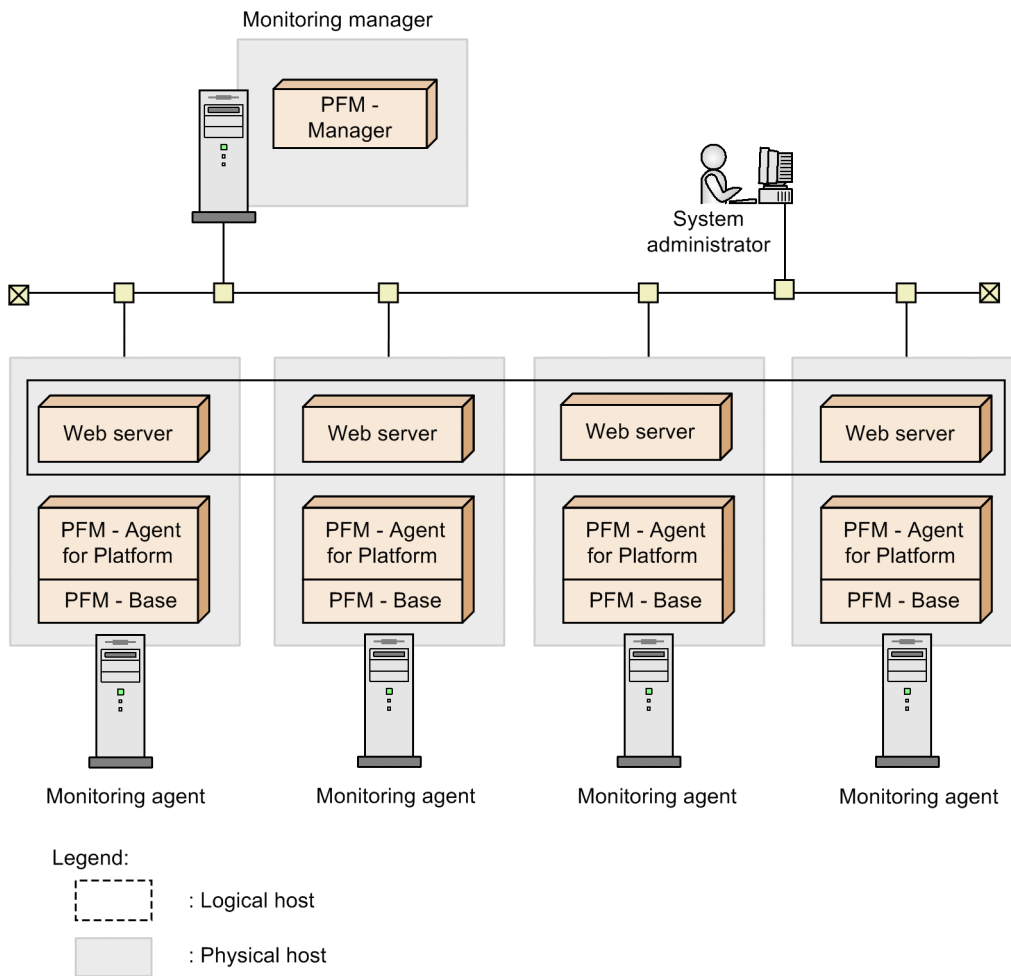 Monitoring manager
PFM -
Manager
System
administrator
Web server
Web server
Web server
Web server
PFM - Agent
for Platform
PFM - Base
PFM - Agent
for Platform
PFM - Base
PFM - Agent
for Platform
PFM - Base
PFM - Agent
for Platform
PFM - Base
Monitoring agent
Monitoring agent
Monitoring agent
Monitoring agent
Legend:
: Logical host
: Physical host